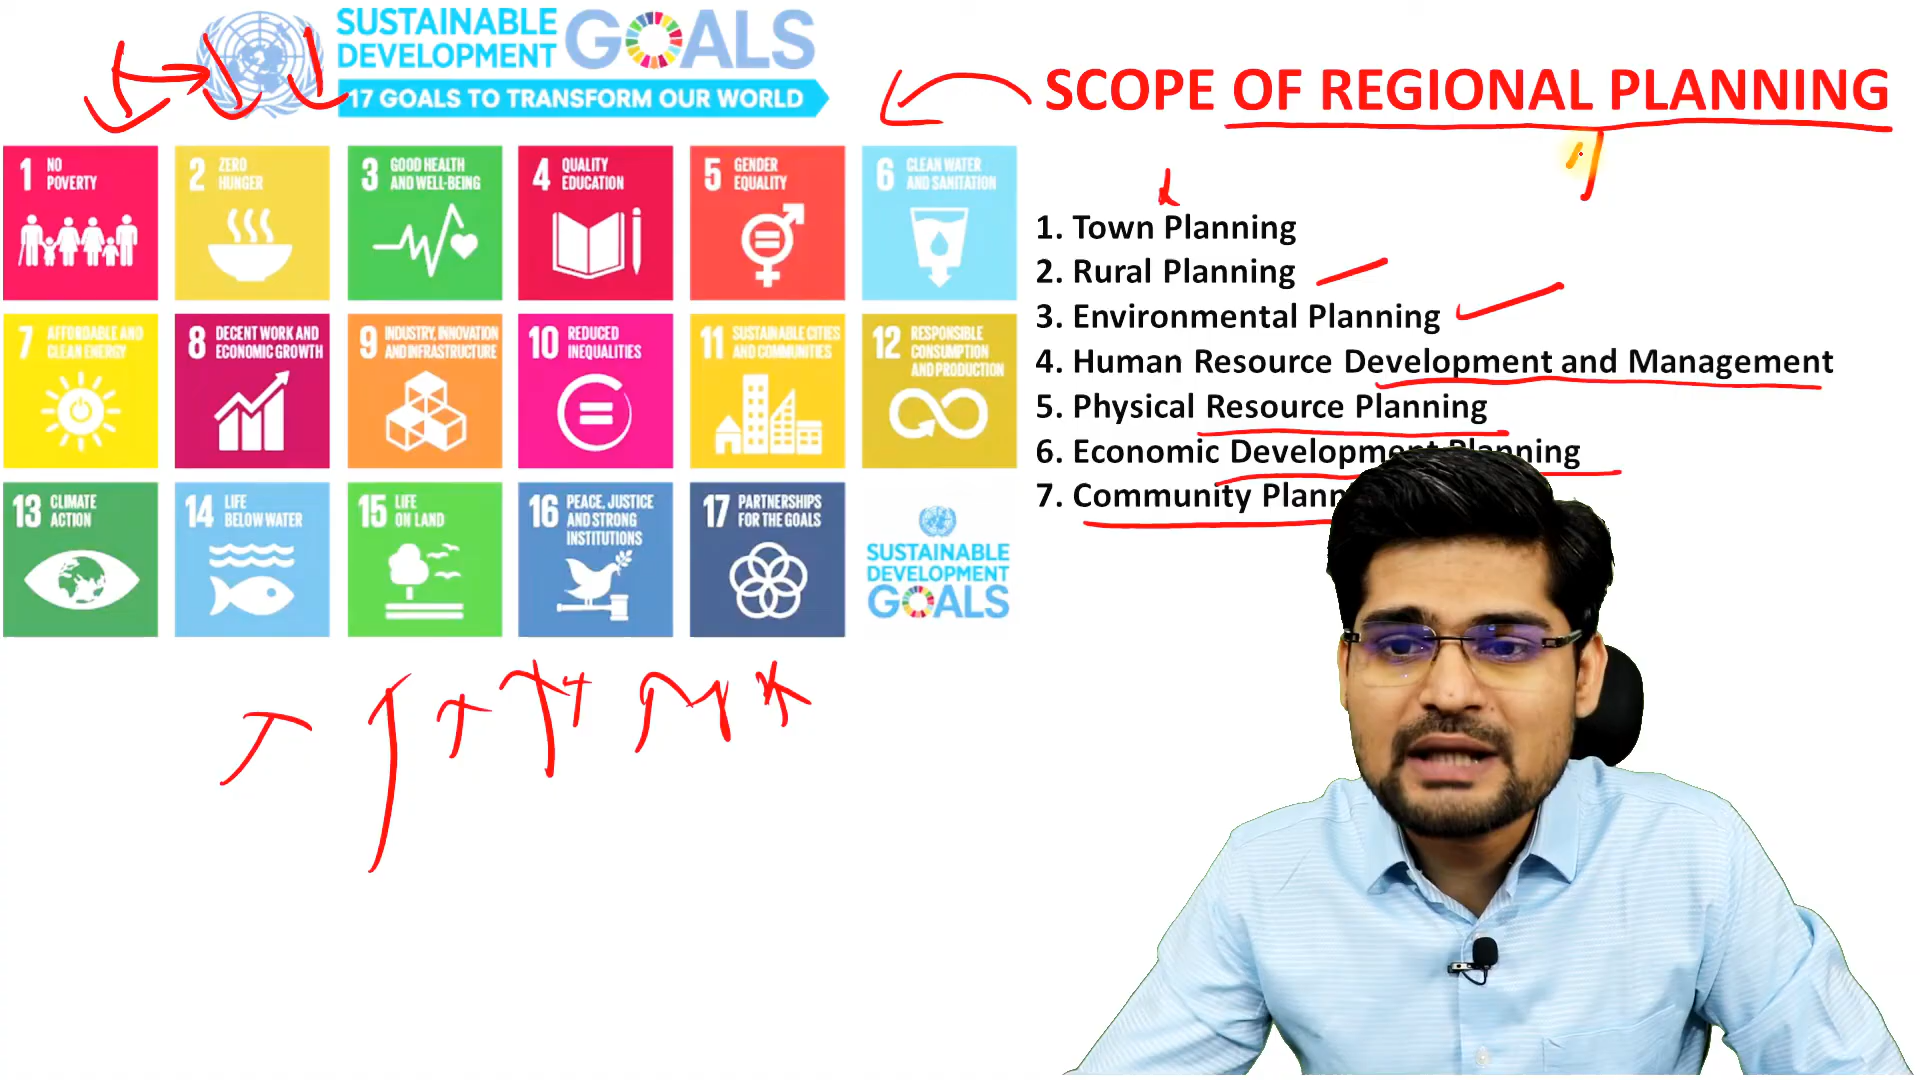 SUSTAINABLE
DEVELOPMENT GOALS
17 GOALS TO TRANSFORM OUR WORLD
1 NO
POVERTY
2 ZERO
HUNGER
3 GOOD HEALTH
AND WELL-BEING
4 QUALITY
EDUCATION
5 GENDER
EQUALITY
6 CLEAN WATER
AND SANITATION
7 AFFORDABLE AND
CLEAN ENERGY
8 DECENT WORK AND
ECONOMIC GROWTH
9 INDUSTRY, INNOVATION
AND INFRASTRUCTURE
10 REDUCED
INEQUALITIES
11 SUSTAINABLE CITIES
AND COMMUNITIES
12 RESPONSIBLE
CONSUMPTION
AND PRODUCTION
13 CLIMATE
ACTION
14 LIFE
BELOW WATER
15 LIFE
ON LAND
16 PEACE, JUSTICE
AND STRONG
INSTITUTIONS
17 PARTNERSHIPS
FOR THE GOALS
SUSTAINABLE
DEVELOPMENT
GOALS
SCOPE OF REGIONAL PLANNING
1. Town Planning
2. Rural Planning
3. Environmental Planning
4. Human Resource Development and Management
5. Physical Resource Planning
6. Economic Development Planning
7. Community Plann